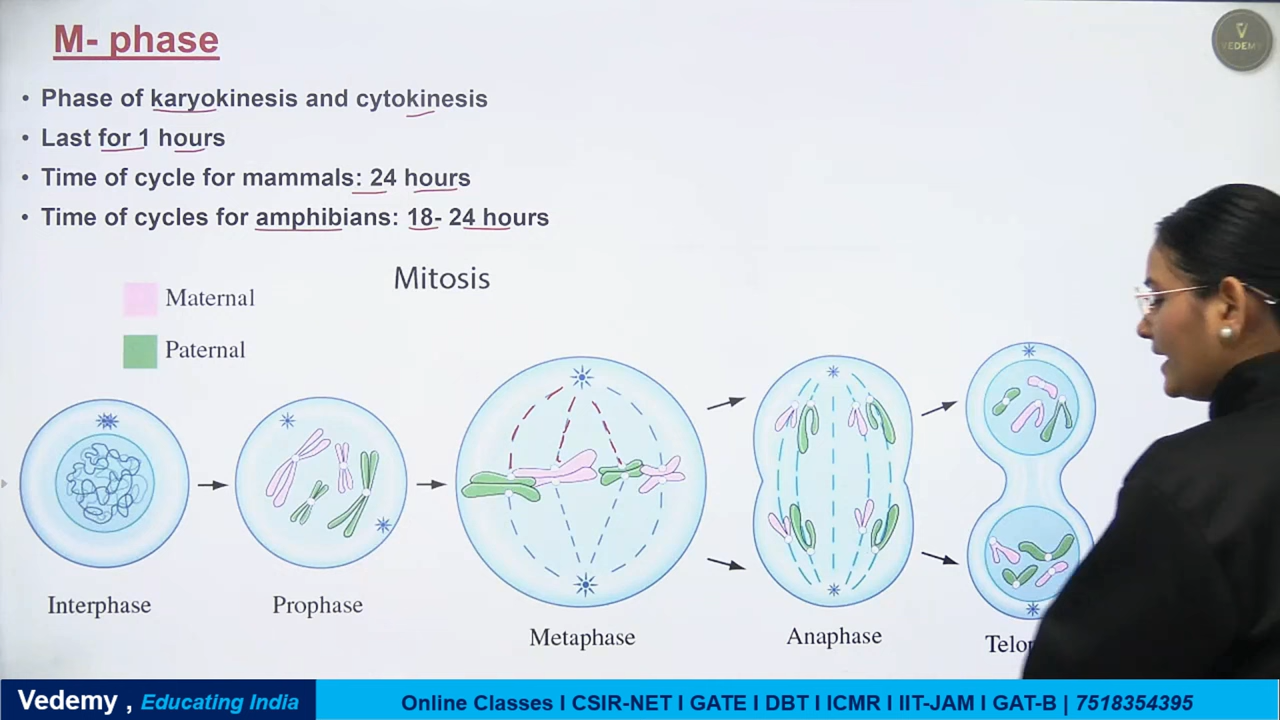 M- phase
VEDEMY
• Phase of karyokinesis and cytokinesis
• Last for 1 hours
• Time of cycle for mammals: 24 hours
• Time of cycles for amphibians: 18- 24 hours
Mitosis
Maternal
Paternal
Interphase
Prophase
Metaphase
Anaphase
Vedemy , Educating India
Online Classes I CSIR-NET I GATE I DBT I ICMR I IIT-JAM I GAT-B | 7518354395